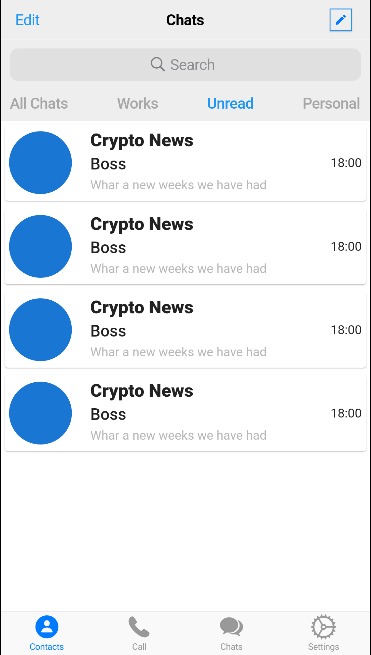 Edit
Chats
Search
All Chats
Works
Unread
Personal
Crypto News
Boss
18:00
Whar a new weeks we have had
Crypto News
Boss
18:00
Whar a new weeks we have had
Crypto News
Boss
18:00
Whar a new weeks we have had
Crypto News
Boss
18:00
Whar a new weeks we have had
Contacts
Call
Chats
Settings